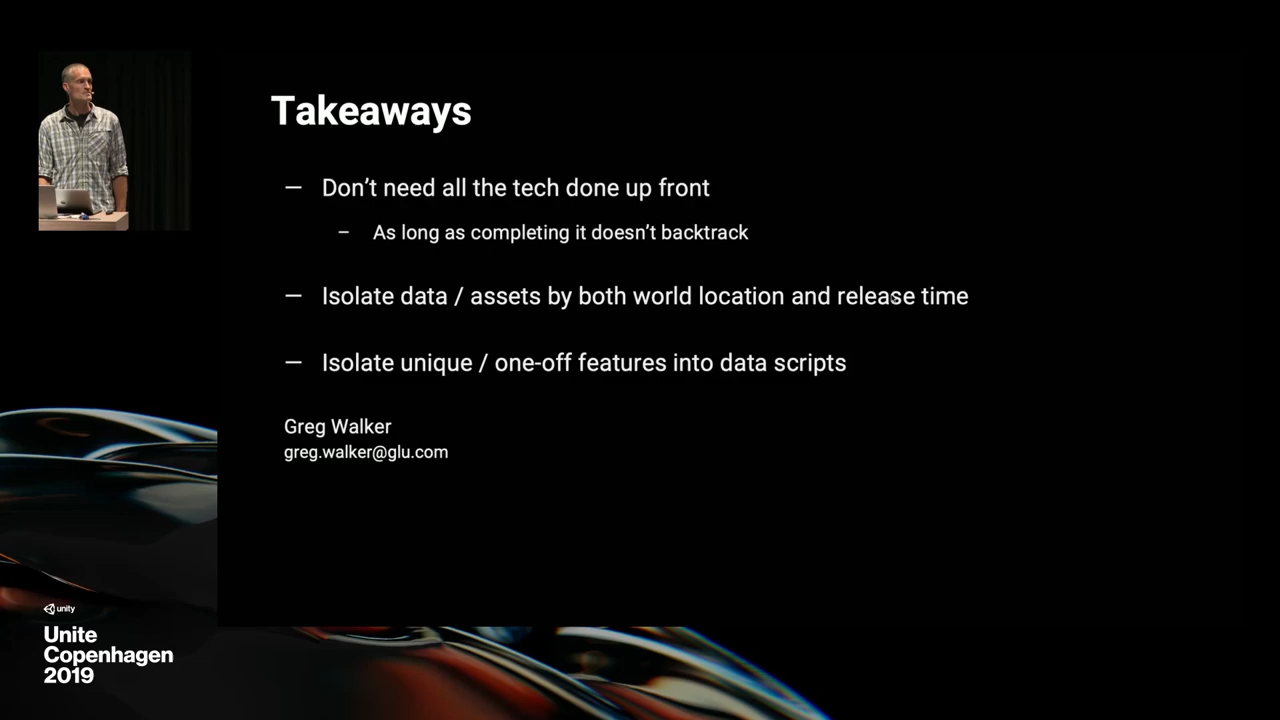 Takeaways
— Don’t need all the tech done up front
– As long as completing it doesn’t backtrack
— Isolate data / assets by both world location and release time
— Isolate unique / one-off features into data scripts
Greg Walker
greg.walker@glu.com
unity
Unite
Copenhagen
2019